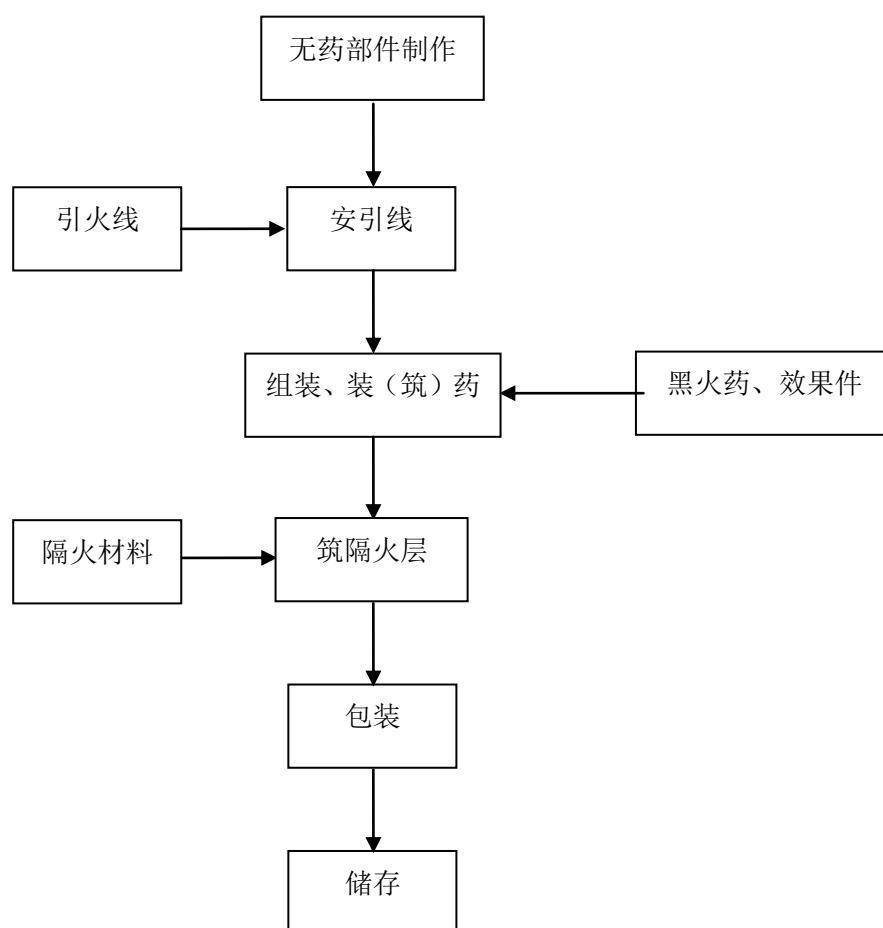 无药部件制作
引火线
安引线
组装、装（筑）药
黑火药、效果件
隔火材料
筑隔火层
包装
储存